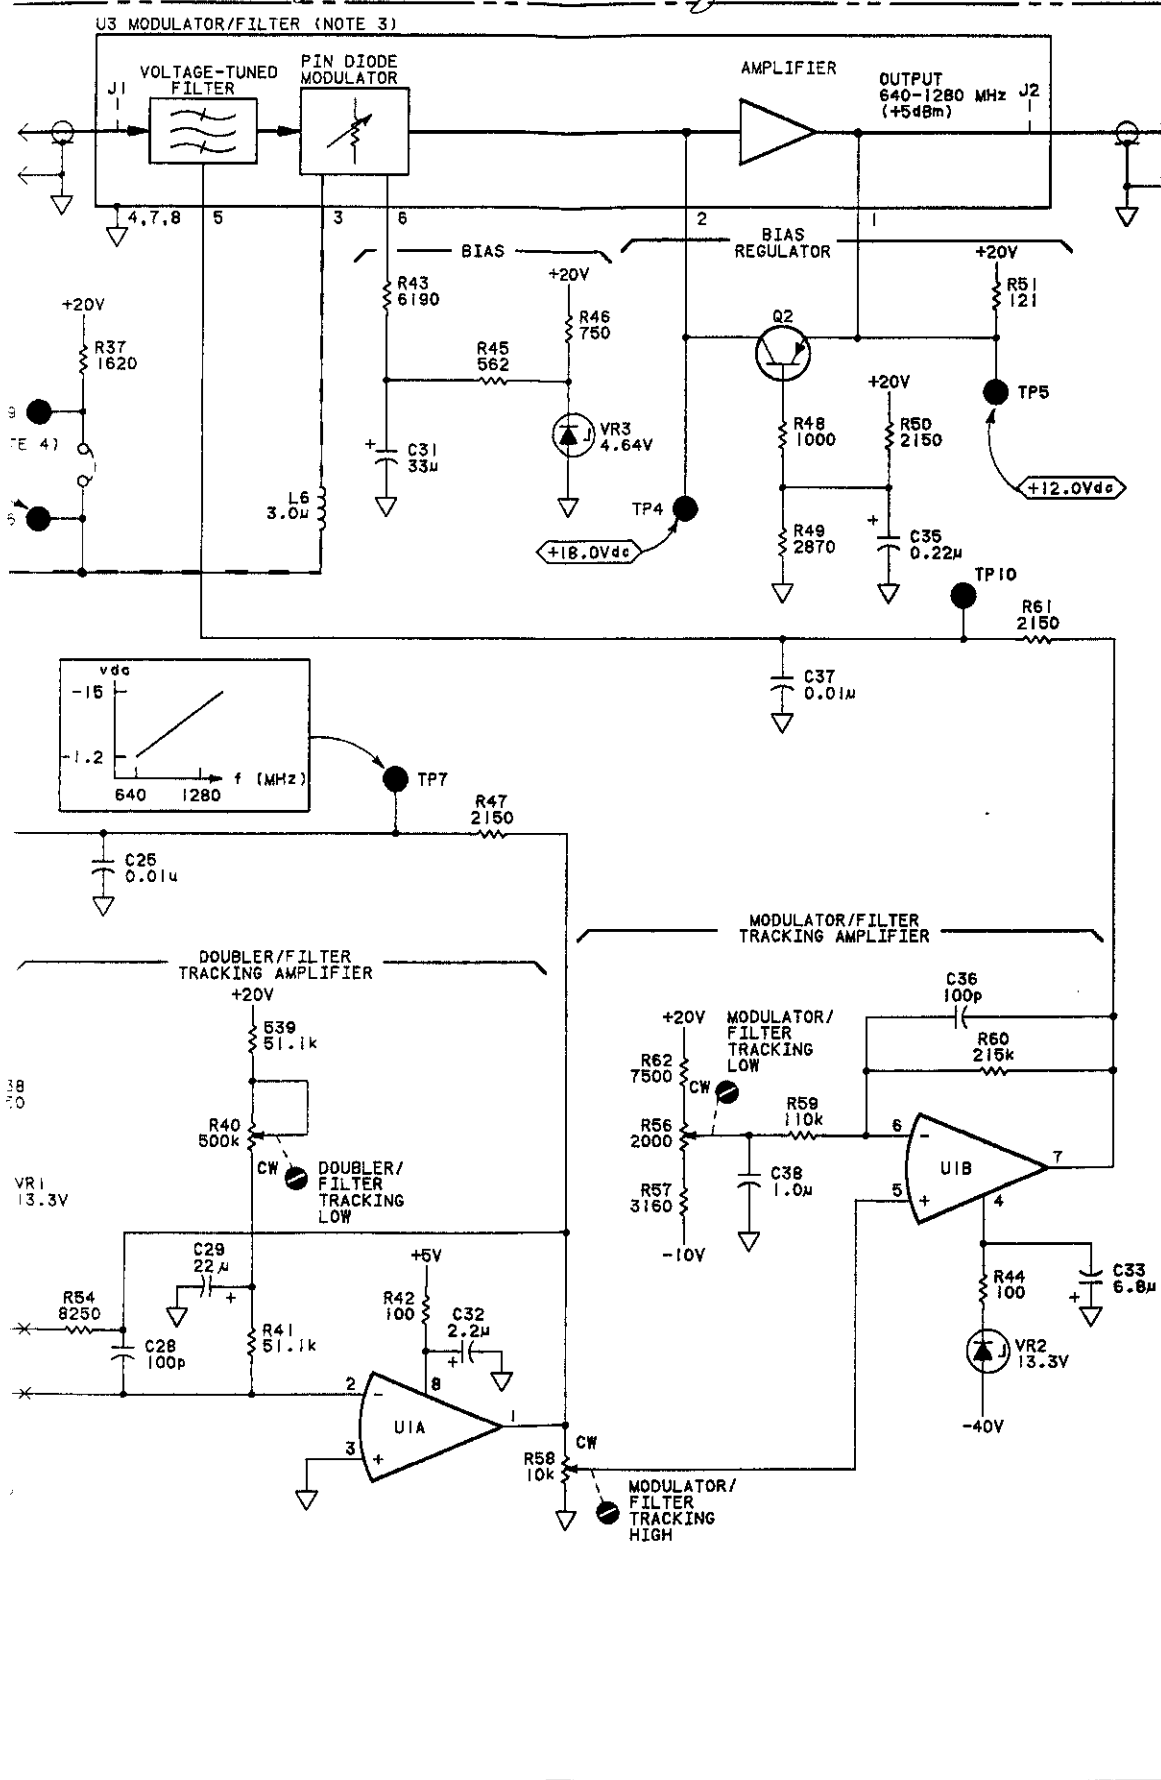 U3 MODULATOR/FILTER (NOTE 3)
VOLTAGE-TUNED
FILTER
PIN DIODE
MODULATOR
AMPLIFIER
OUTPUT
640-1280 MHz
(+5dBm)
J1
J2
4,7,8
5
3
6
2
1
BIAS
BIAS
REGULATOR
+20V
R37
1620
R43
6190
+20V
R46
750
R45
562
VR3
4.64V
+
C31
33µ
L6
3.0µ
TE 4)
Q2
+20V
R51
121
TP5
+12.0Vdc
+20V
R48
1000
R50
2150
TP4
+18.0Vdc
R49
2870
+
C35
0.22µ
TP10
R61
2150
C37
0.01µ
vdc
-15
-1.2
640
1280
f (MHz)
TP7
R47
2150
C25
0.01µ
DOUBLER/FILTER
TRACKING AMPLIFIER
MODULATOR/FILTER
TRACKING AMPLIFIER
+20V
539
51.1k
R40
500k
CW
DOUBLER/
FILTER
TRACKING
LOW
VR1
13.3V
C29
22µ
+
R54
8250
C28
100p
R41
51.1k
+5V
R42
100
C32
2.2µ
+
2
-
8
U1A
1
3
+
CW
R58
10k
MODULATOR/
FILTER
TRACKING
HIGH
+20V
R62
7500
CW
MODULATOR/
FILTER
TRACKING
LOW
R56
2000
R57
3160
-10V
R59
110k
C38
1.0µ
C36
100p
R60
215k
6
-
U1B
7
5
+
4
R44
100
C33
6.8µ
+
VR2
13.3V
-40V